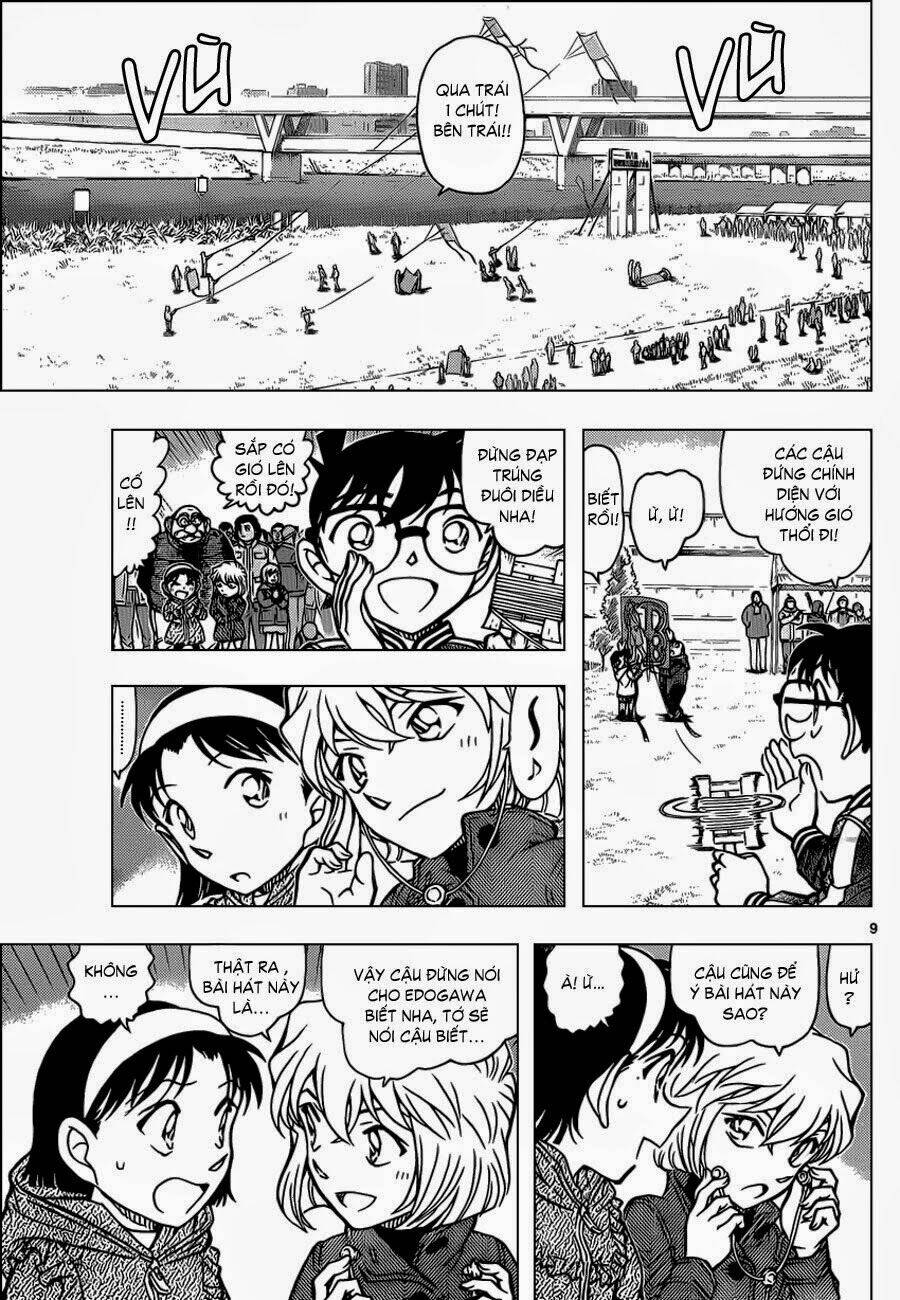 VÙ
QUA TRÁI
1 CHÚT!
BÊN TRÁI!!
VÙ
CÁC CẬU
ĐỨNG CHÍNH
DIỆN VỚI
HƯỚNG GIÓ
THỔI ĐI!
Ừ, Ừ!
BIẾT
RỒI!
ĐỪNG ĐẠP
TRÚNG
ĐUÔI DIỀU
NHA!
SẮP CÓ
GIÓ LÊN
RỒI ĐÓ!
CỐ
LÊN
!!
DB
..........
9
HỨ
?
CẬU CŨNG ĐỂ
Ý BÀI HÁT NÀY
SAO?
À! Ừ...
VẬY CẬU ĐỪNG NÓI
CHO EDOGAWA
BIẾT NHA, TỚ SẼ
NÓI CẬU BIẾT...
THẬT RA,
BÀI HÁT NÀY
LÀ...
KHÔNG
...